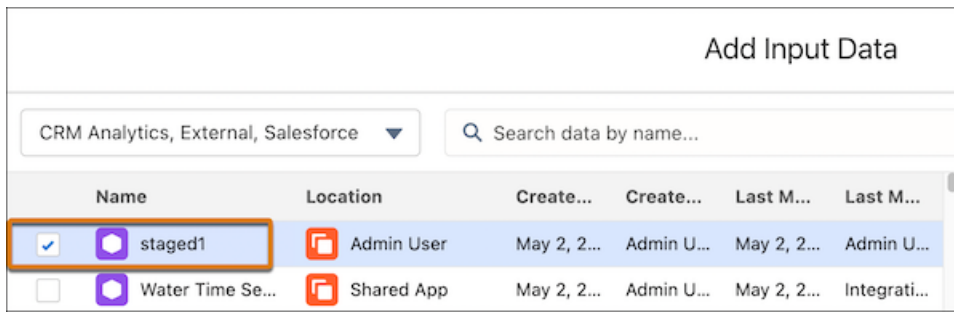 Add Input Data
CRM Analytics, External, Salesforce Search data by name...
Name Location Create... Create... Last M... Last M...
staged1 Admin User May 2, 2... Admin U... May 2, 2... Admin U...
Water Time Se... Shared App May 2, 2... Admin U... May 2, 2... Integrati...